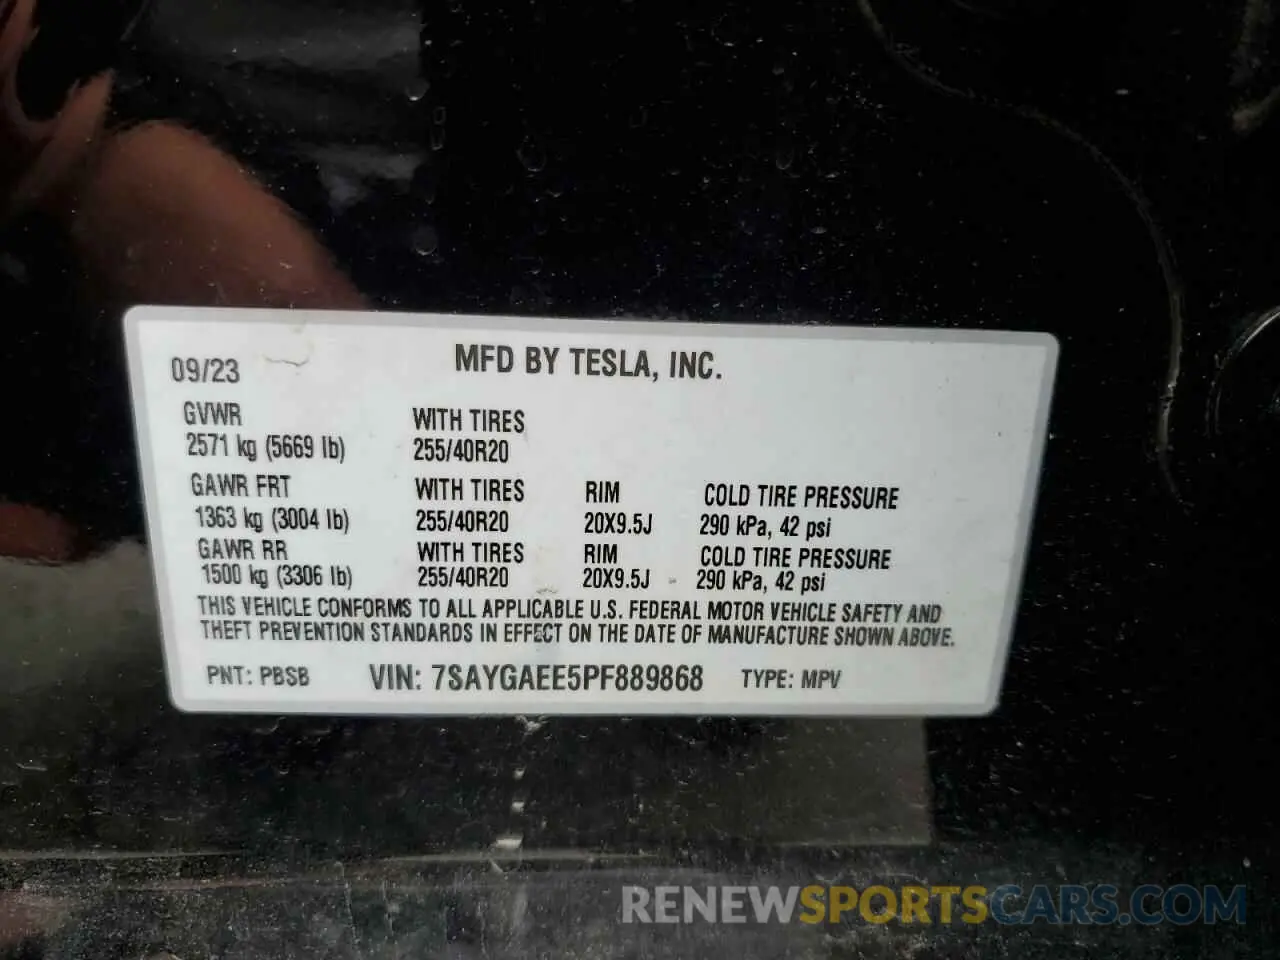 09/23 MFD BY TESLA, INC.
GVWR WITH TIRES
2571 kg (5669 lb) 255/40R20
GAWR FRT WITH TIRES RIM COLD TIRE PRESSURE
1363 kg (3004 lb) 255/40R20 20X9.5J 290 kPa, 42 psi
GAWR RR WITH TIRES RIM COLD TIRE PRESSURE
1500 kg (3306 lb) 255/40R20 20X9.5J 290 kPa, 42 psi
THIS VEHICLE CONFORMS TO ALL APPLICABLE U.S. FEDERAL MOTOR VEHICLE SAFETY AND
THEFT PREVENTION STANDARDS IN EFFECT ON THE DATE OF MANUFACTURE SHOWN ABOVE.
PNT: PBSB VIN: 7SAYGAEE5PF889868 TYPE: MPV
RENEWSPORTSCARS.COM